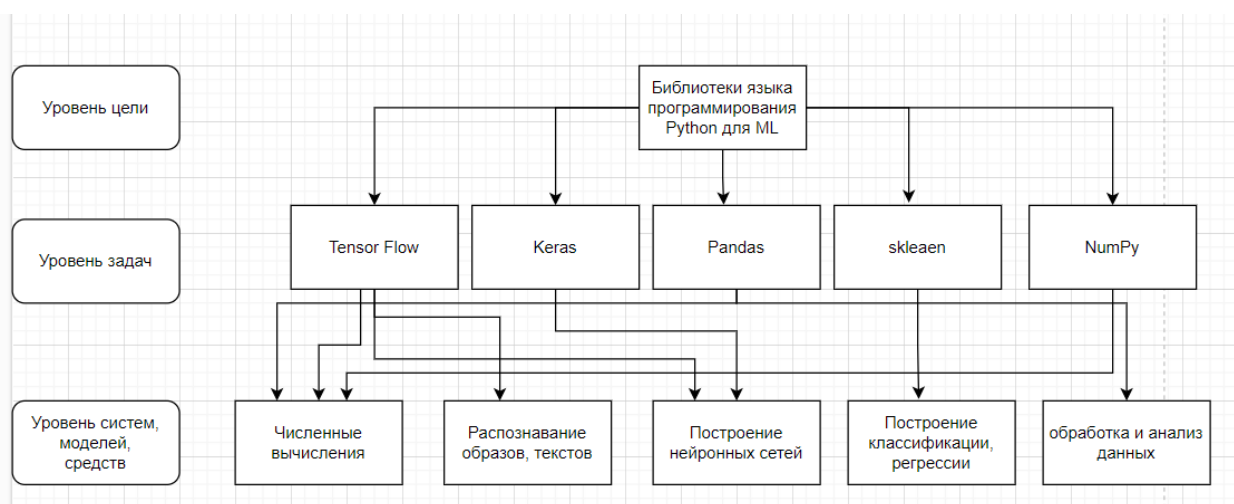 Уровень цели
Библиотеки языка
программирования
Python для ML
Уровень задач
Tensor Flow
Keras
Pandas
skleaen
NumPy
Уровень систем,
моделей,
средств
Численные
вычисления
Распознавание
образов, текстов
Построение
нейронных сетей
Построение
классификации,
регрессии
обработка и анализ
данных